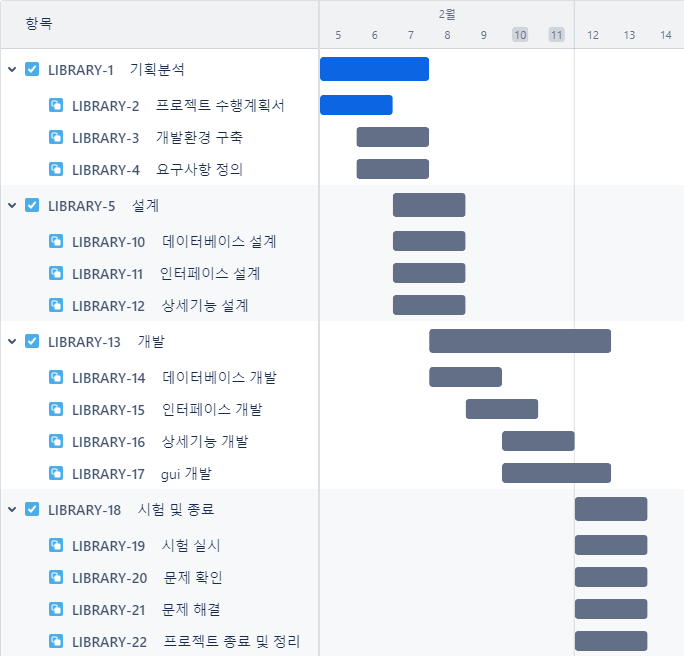 항목
2월
5 6 7 8 9 10 11 12 13 14
LIBRARY-1 기획분석
LIBRARY-2 프로젝트 수행계획서
LIBRARY-3 개발환경 구축
LIBRARY-4 요구사항 정의
LIBRARY-5 설계
LIBRARY-10 데이터베이스 설계
LIBRARY-11 인터페이스 설계
LIBRARY-12 상세기능 설계
LIBRARY-13 개발
LIBRARY-14 데이터베이스 개발
LIBRARY-15 인터페이스 개발
LIBRARY-16 상세기능 개발
LIBRARY-17 gui 개발
LIBRARY-18 시험 및 종료
LIBRARY-19 시험 실시
LIBRARY-20 문제 확인
LIBRARY-21 문제 해결
LIBRARY-22 프로젝트 종료 및 정리